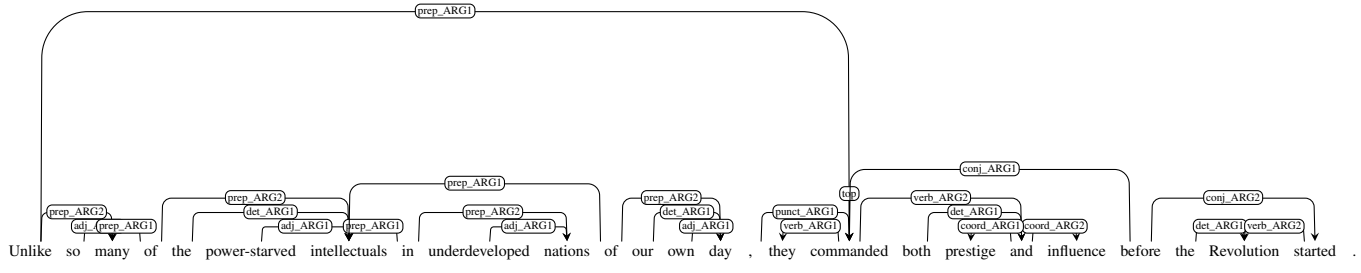 prep_ARG1
conj_ARG1
prep_ARG1
top
prep_ARG2 prep_ARG2 verb_ARG2 conj_ARG2
prep_ARG2 det_ARG1 prep_ARG2 det_ARG1 punct_ARG1 det_ARG1
prep_ARG1 adj_ARG1 prep_ARG1 adj_ARG1 adj_ARG1 verb_ARG1 coord_ARG1 coord_ARG2 det_ARG1 verb_ARG2
Unlike so many of the power-starved intellectuals in underdeveloped nations of our own day , they commanded both prestige and influence before the Revolution started .